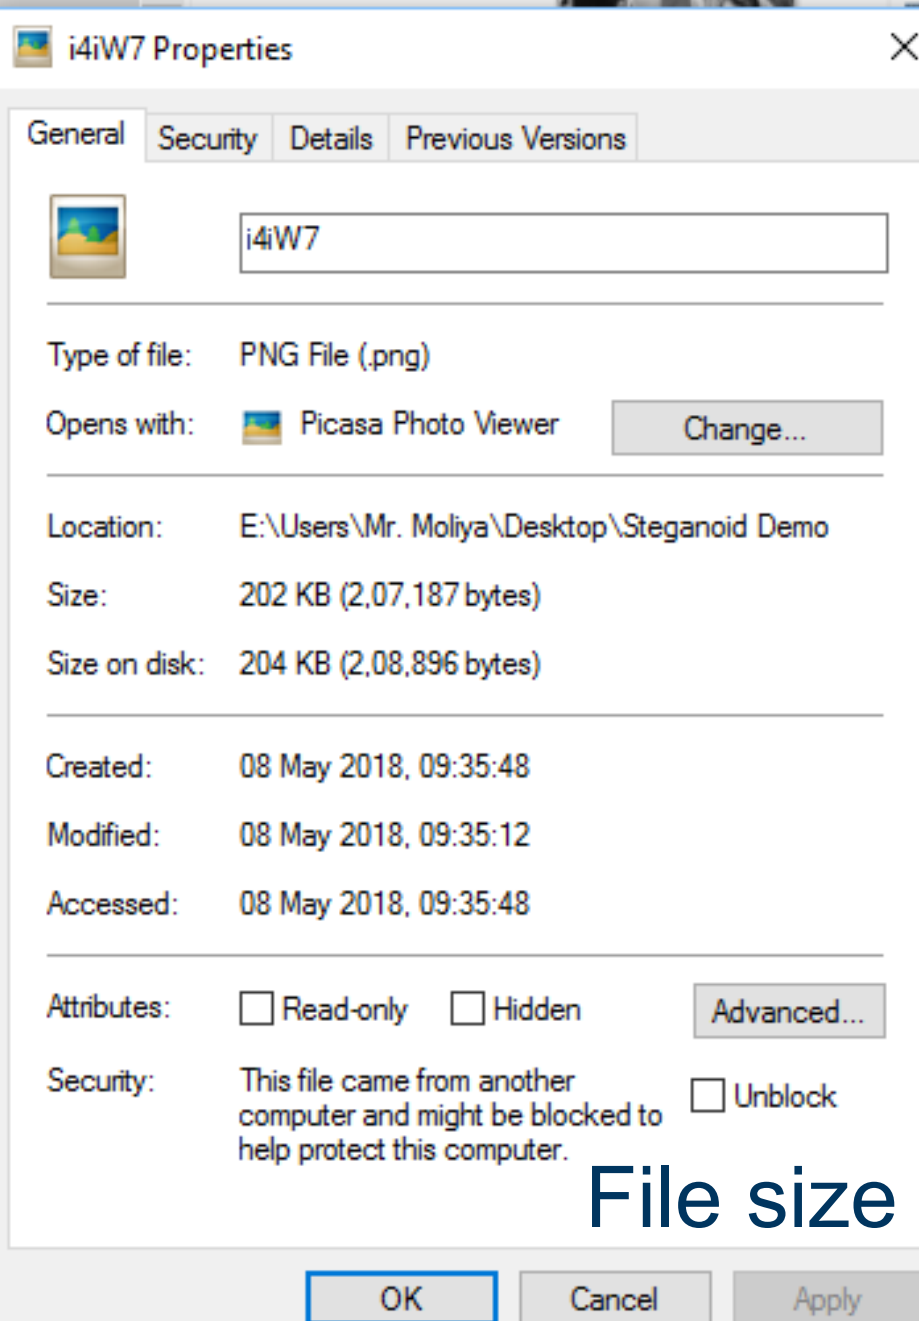 i4iW7 Properties
General Security Details Previous Versions
i4iW7
Type of file: PNG File (.png)
Opens with: Picasa Photo Viewer Change...
Location: E:\Users\Mr. Moliya\Desktop\Steganoid Demo
Size: 202 KB (2,07,187 bytes)
Size on disk: 204 KB (2,08,896 bytes)
Created: 08 May 2018, 09:35:48
Modified: 08 May 2018, 09:35:12
Accessed: 08 May 2018, 09:35:48
Attributes: Read-only Hidden Advanced...
Security: This file came from another
computer and might be blocked to
help protect this computer.
Unblock
File size
OK Cancel Apply